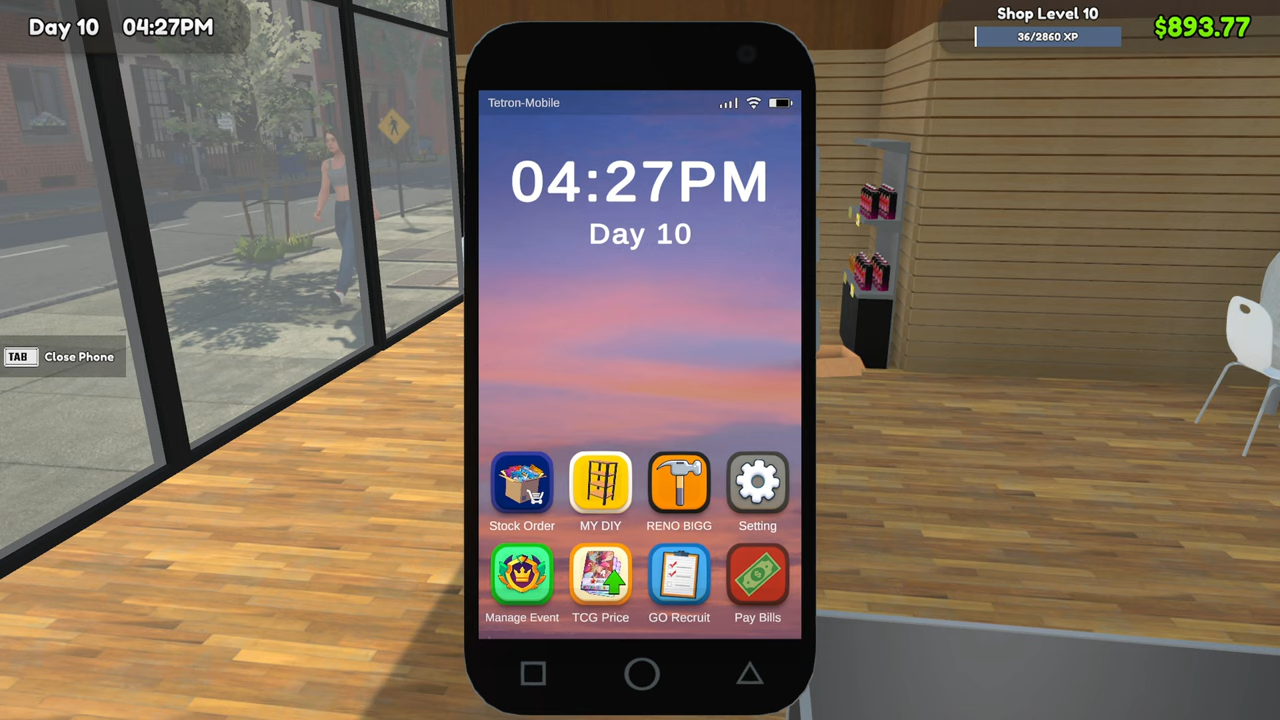 Day 10 04:27PM
Shop Level 10
36/2860 XP
$893.77
Tetron-Mobile
04:27PM
Day 10
TAB Close Phone
Stock Order MY DIY RENO BIGG Setting
Manage Event TCG Price GO Recruit Pay Bills